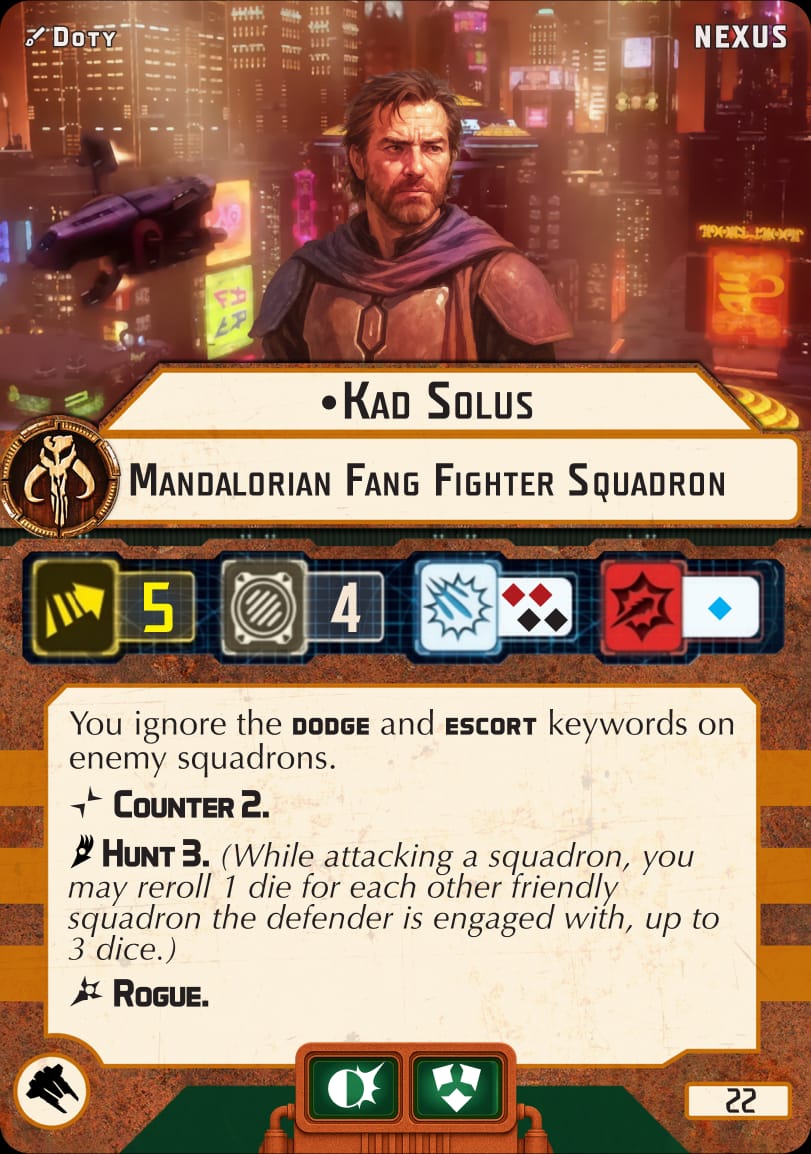 Doty
NEXUS
•Kad Solus
Mandalorian Fang Fighter Squadron
5
4
You ignore the DODGE and ESCORT keywords on
enemy squadrons.
Counter 2.
Hunt 3. (While attacking a squadron, you
may reroll 1 die for each other friendly
squadron the defender is engaged with, up to
3 dice.)
Rogue.
22